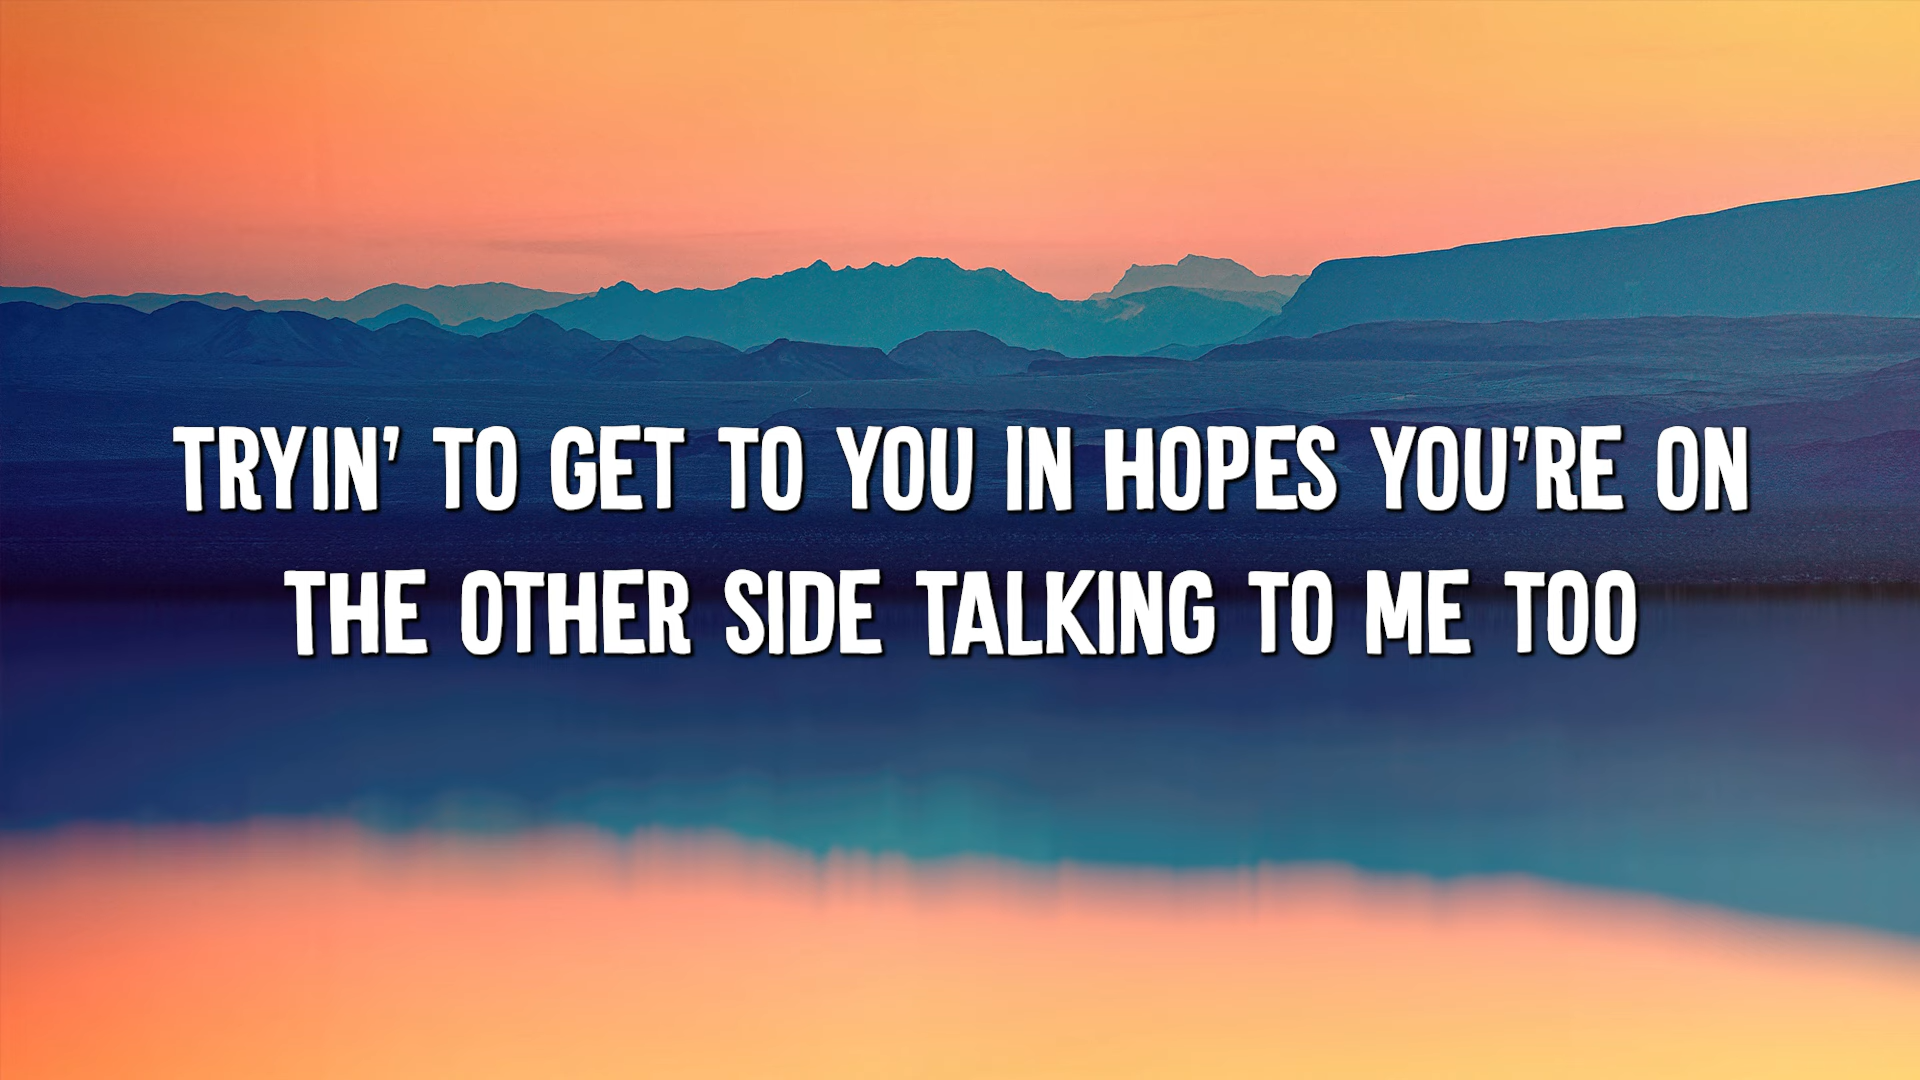 TRYIN' TO GET TO YOU IN HOPES YOU'RE ON
THE OTHER SIDE TALKING TO ME TOO